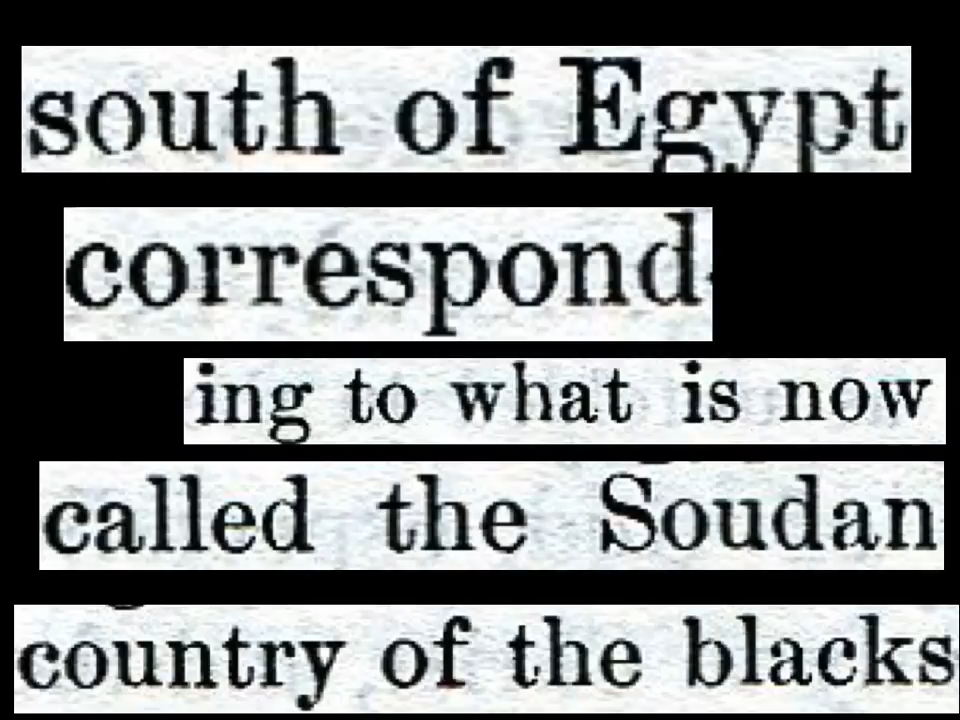 south of Egypt
correspond-
ing to what is now
called the Soudan
country of the blacks